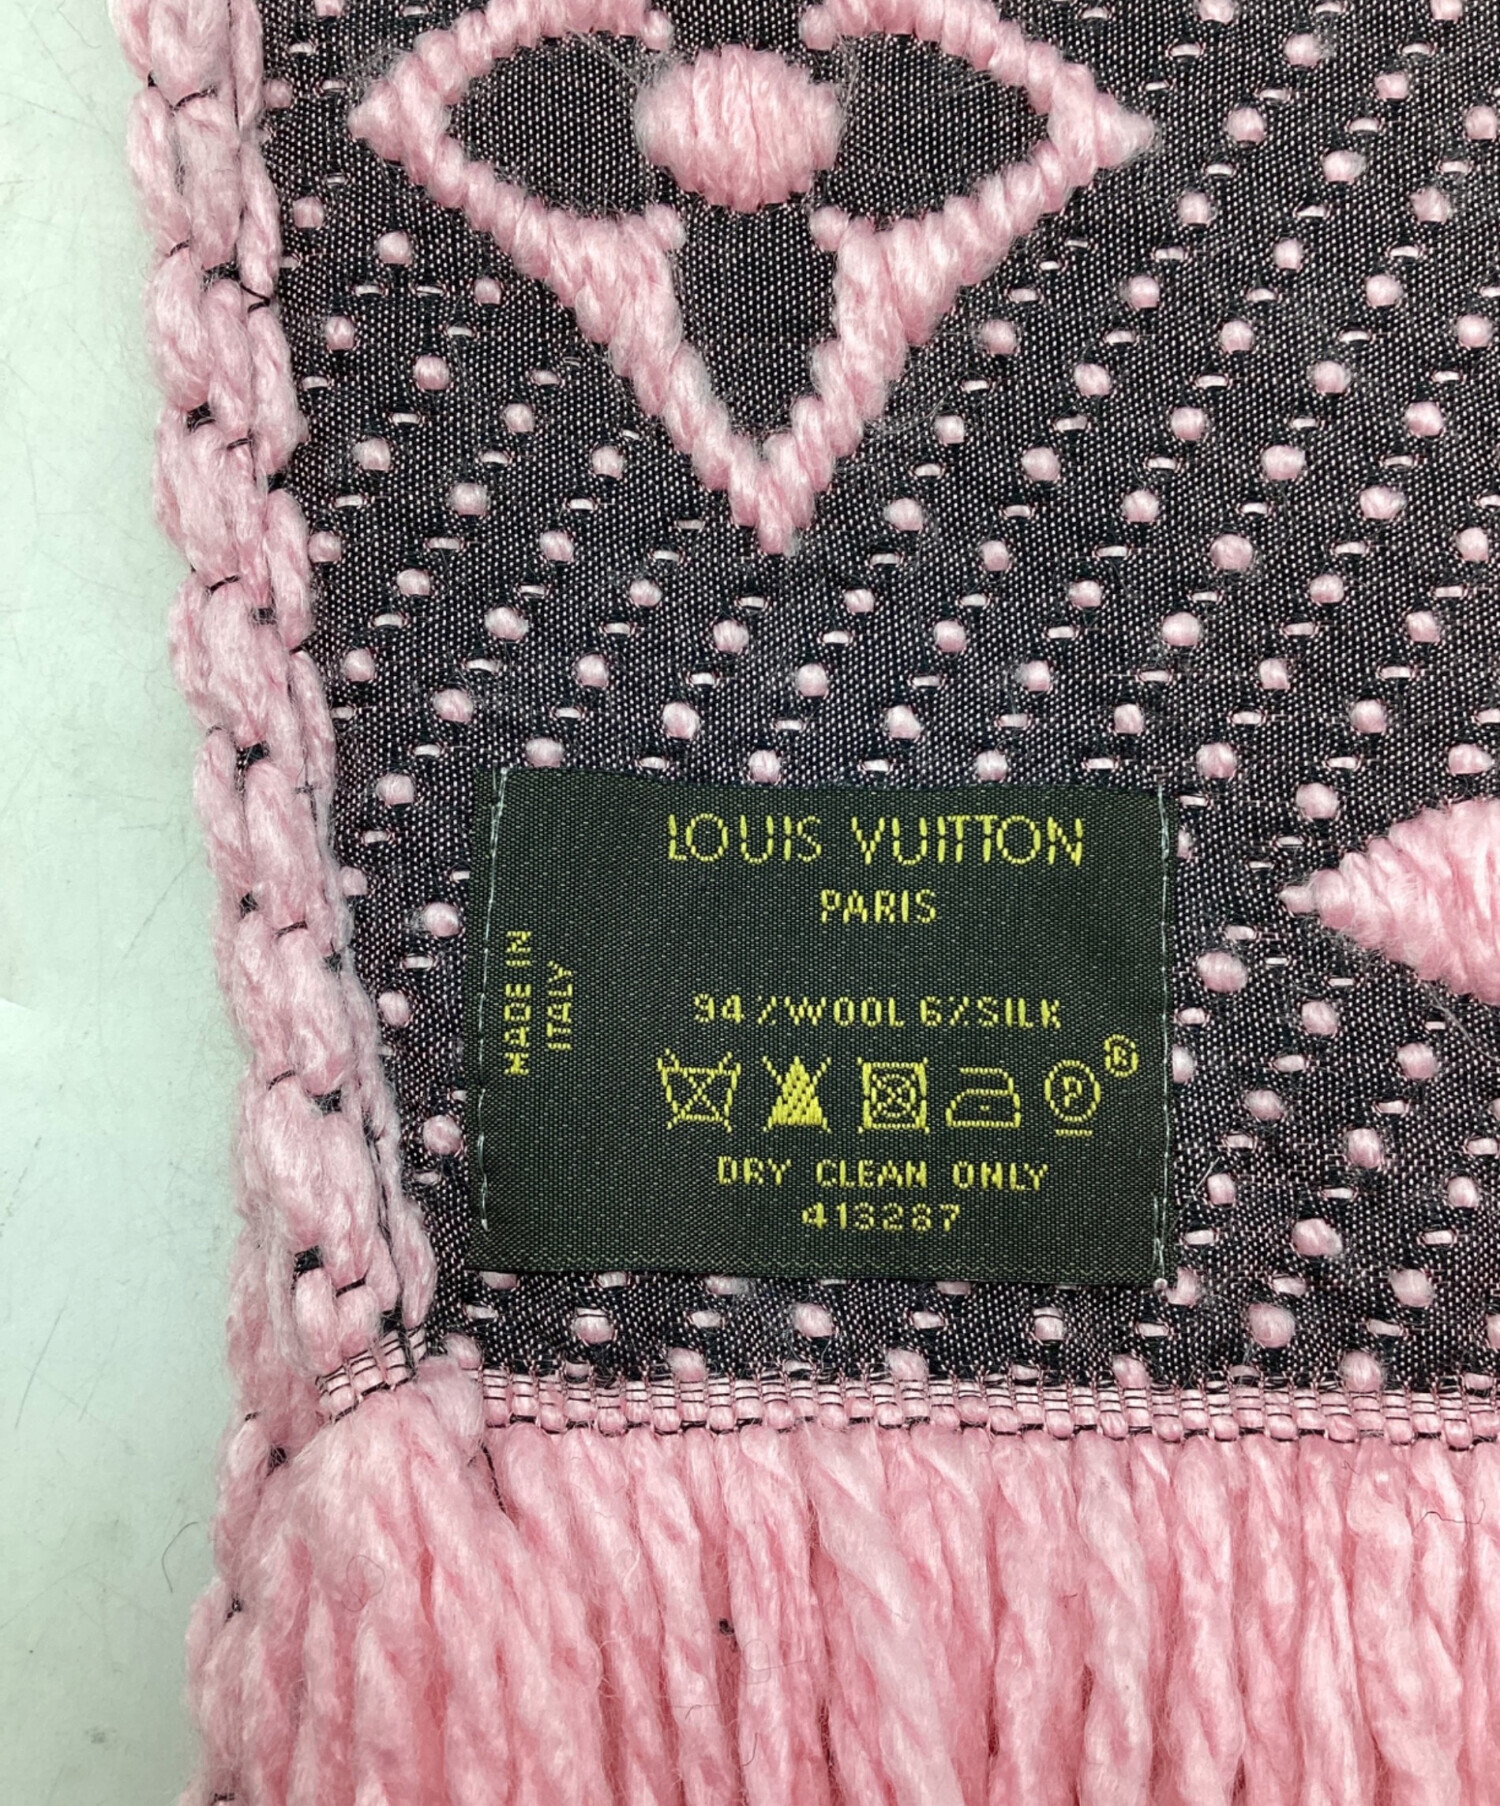 LOUIS VUITTON
PARIS
MADE IN
ITALY
94%WOOL 6%SILK
P
®
DRY CLEAN ONLY
413287